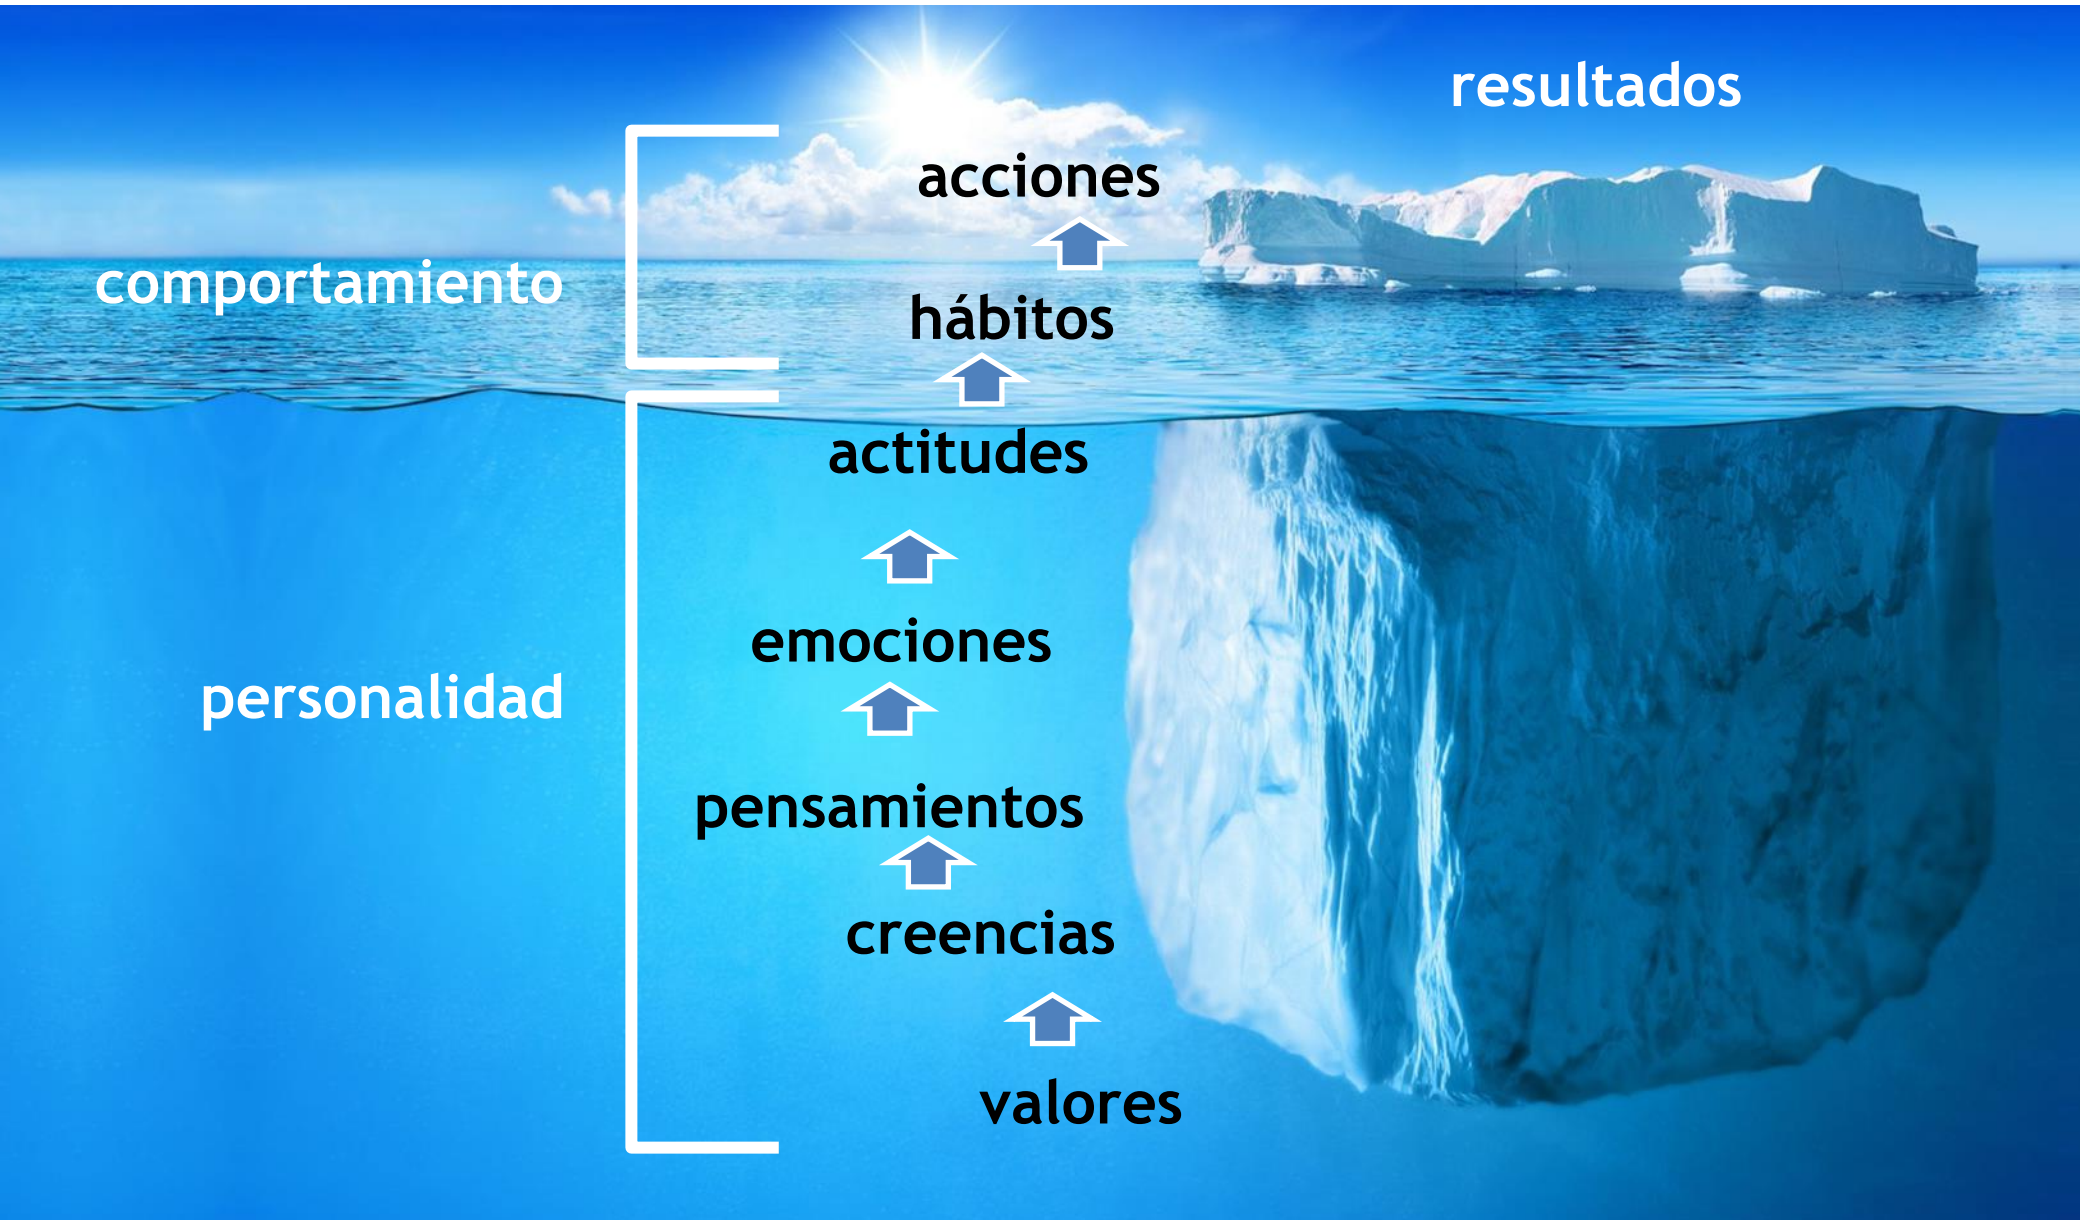 resultados
acciones
comportamiento
hábitos
actitudes
emociones
personalidad
pensamientos
creencias
valores